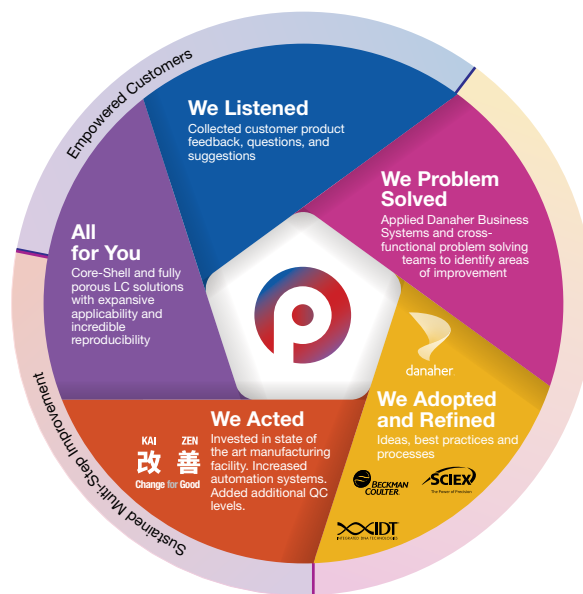 Empowered Customers
We Listened
Collected customer product
feedback, questions, and
suggestions
We Problem
Solved
Applied Danaher Business
Systems and cross-
functional problem solving
teams to identify areas
of improvement
danaher.
We Adopted
and Refined
Ideas, best practices and
processes
BECKMAN
COULTER
SCIEX
The Power of Precision
IDT
INTEGRATED DNA TECHNOLOGIES
We Acted
Invested in state of
the art manufacturing
facility. Increased
automation systems.
Added additional QC
levels.
KAI ZEN
改 善
Change for Good
All
for You
Core-Shell and fully
porous LC solutions
with expansive
applicability and
incredible
reproducibility
Sustained Multi-Step Improvement